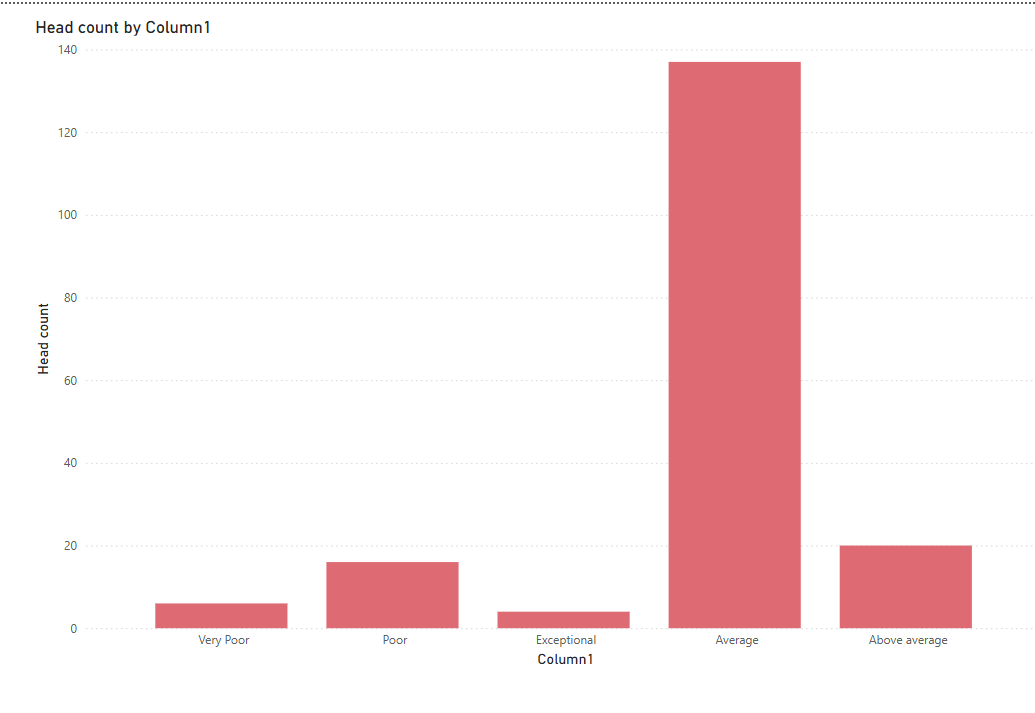 Head count by Column1
140
120
100
80
60
40
20
0
Head count
Very Poor Poor Exceptional Average Above average
Column1